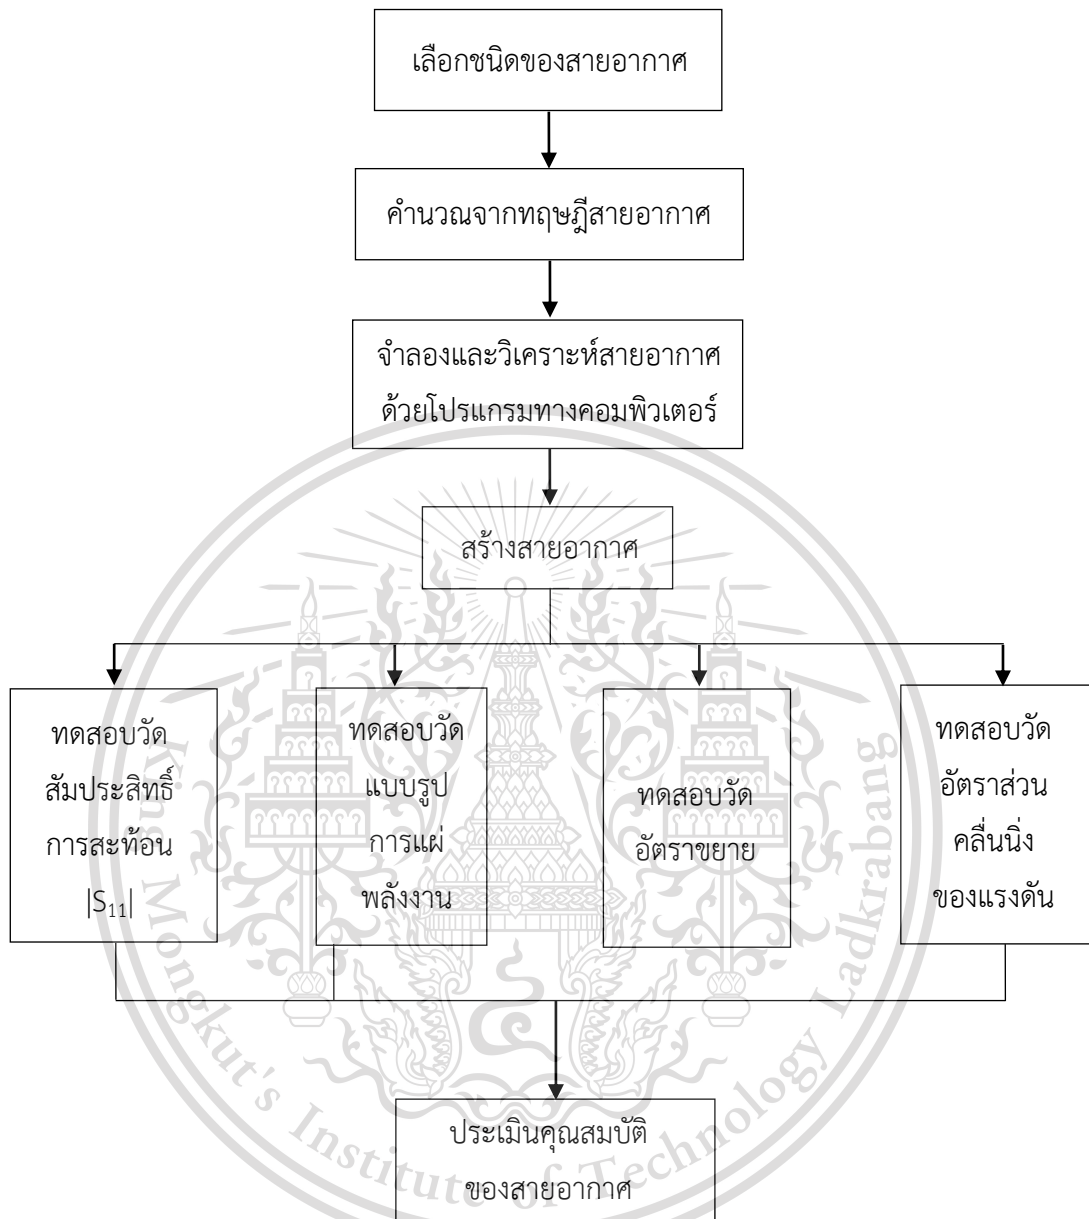 เลือกชนิดของสายอากาศ
คำนวณจากทฤษฎีสายอากาศ
จำลองและวิเคราะห์สายอากาศ
ด้วยโปรแกรมทางคอมพิวเตอร์
สร้างสายอากาศ
ทดสอบวัด
สัมประสิทธิ์
การสะท้อน
|S₁₁|
ทดสอบวัด
แบบรูป
การแผ่
พลังงาน
ทดสอบวัด
อัตราขยาย
ทดสอบวัด
อัตราส่วน
คลื่นนิ่ง
ของแรงดัน
ประเมินคุณสมบัติ
ของสายอากาศ
King Mongkut's Institute of Technology Ladkrabang